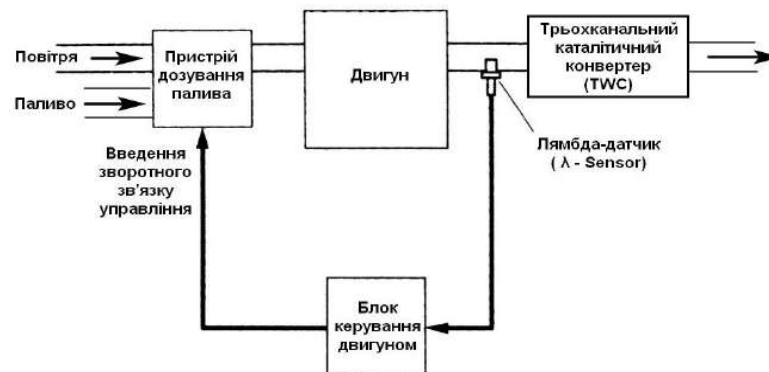 Повітря
Паливо
Пристрій
дозування
палива
Двигун
Трьохканальний
каталітичний
конвертер
(TWC)
Лямбда-датчик
( λ - Sensor)
Введення
зворотного
зв'язку
управління
Блок
керування
двигуном